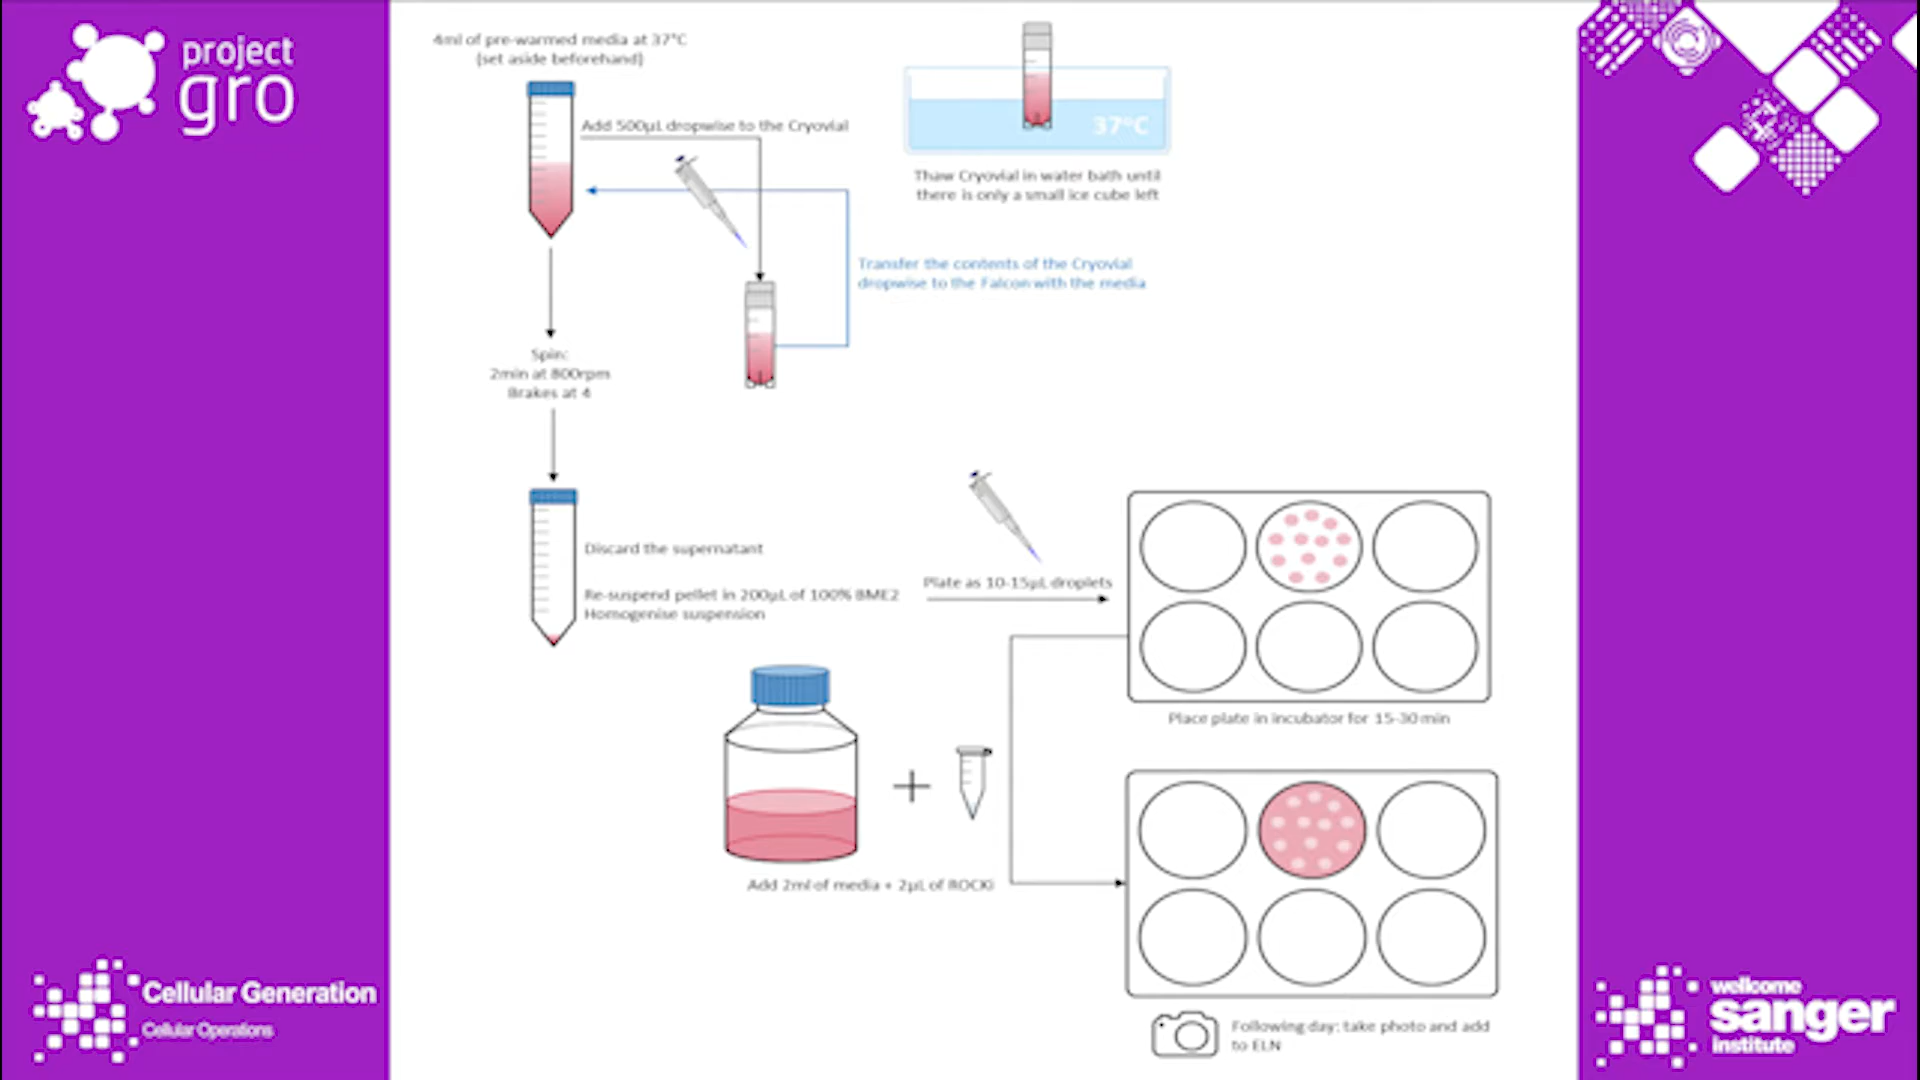 project
gro
4ml of pre-warmed media at 37°C
(set aside beforehand)
Add 500µL dropwise to the Cryovial
37°C
Thaw Cryovial in water bath until
there is only a small ice cube left
Transfer the contents of the Cryovial
dropwise to the Falcon with the media
Spin:
2min at 800rpm
Brakes at 4
Discard the supernatant
Re-suspend pellet in 200µL of 100% BME2
Homogenise suspension
Plate as 10-15µL droplets
Place plate in incubator for 15-30 min
Add 2ml of media + 2µL of ROCKi
Following day: take photo and add
to ELN
Cellular Generation
Cellular Operations
wellcome
sanger
institute